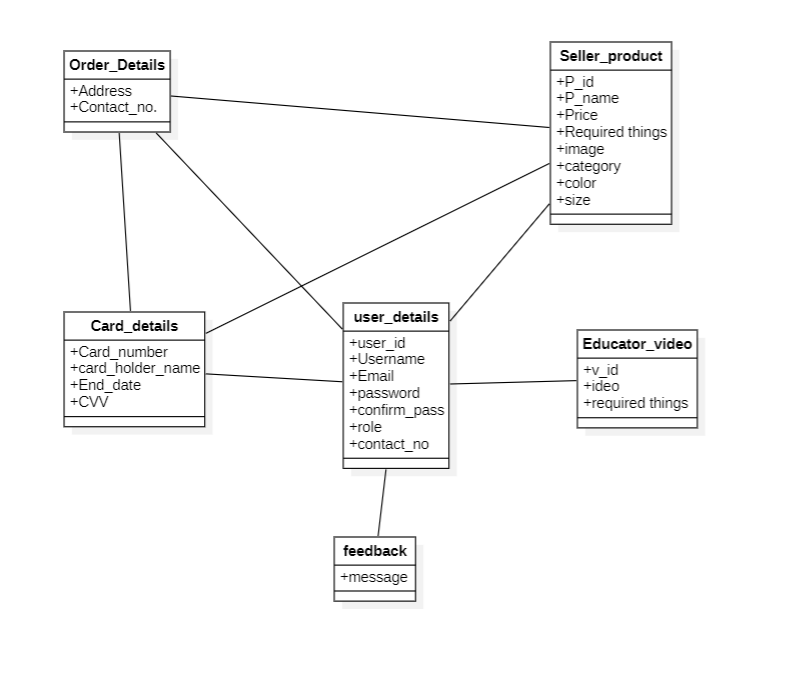 Order_Details
+Address
+Contact_no.
Seller_product
+P_id
+P_name
+Price
+Required things
+image
+category
+color
+size
Card_details
+Card_number
+card_holder_name
+End_date
+CVV
user_details
+user_id
+Username
+Email
+password
+confirm_pass
+role
+contact_no
Educator_video
+v_id
+ideo
+required things
feedback
+message